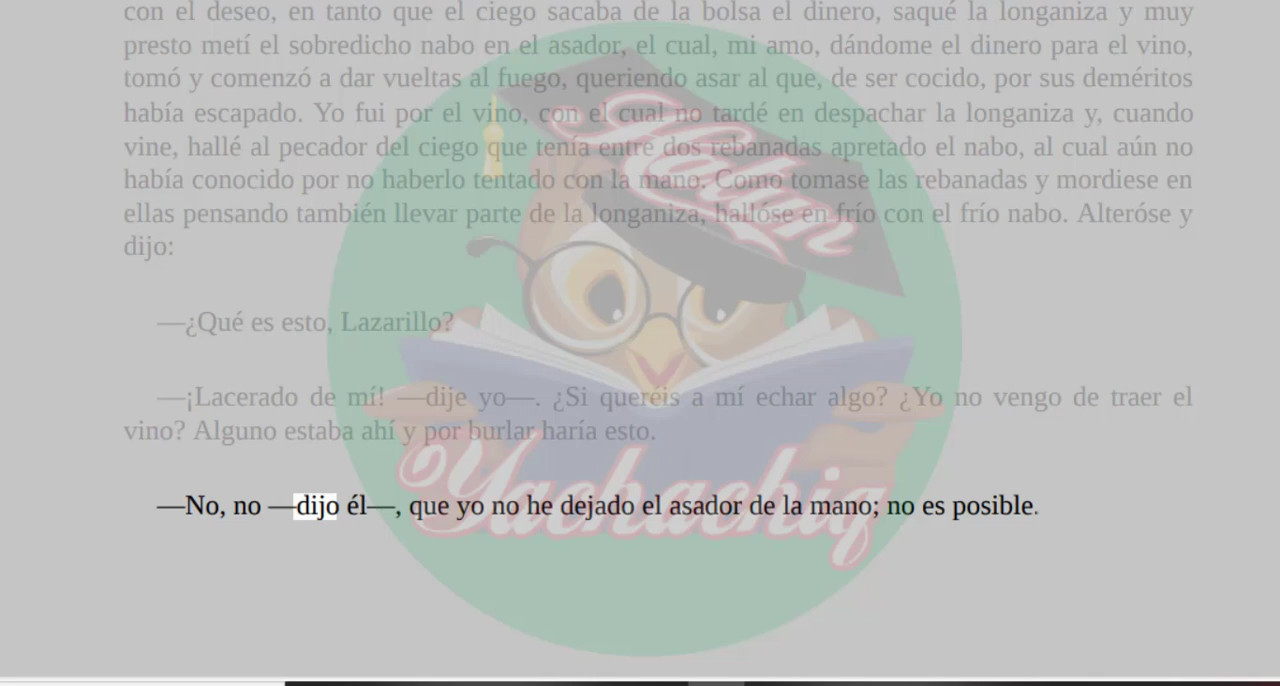 con el deseo, en tanto que el ciego sacaba de la bolsa el dinero, saqué la longaniza y muy
presto metí el sobredicho nabo en el asador, el cual, mi amo, dándome el dinero para el vino,
tomó y comenzó a dar vueltas al fuego, queriendo asar al que, de ser cocido, por sus deméritos
había escapado. Yo fui por el vino, con el cual no tardé en despachar la longaniza y, cuando
vine, hallé al pecador del ciego que tenía entre dos rebanadas apretado el nabo, al cual aún no
había conocido por no haberlo tentado con la mano. Como tomase las rebanadas y mordiese en
ellas pensando también llevar parte de la longaniza, hallóse en frío con el frío nabo. Alteróse y
dijo:
—¿Qué es esto, Lazarillo?
—¡Lacerado de mí! —dije yo—. ¿Si queréis a mí echar algo? ¿Yo no vengo de traer el
vino? Alguno estaba ahí y por burlar haría esto.
—No, no —dijo él—, que yo no he dejado el asador de la mano; no es posible.
Yachachiq